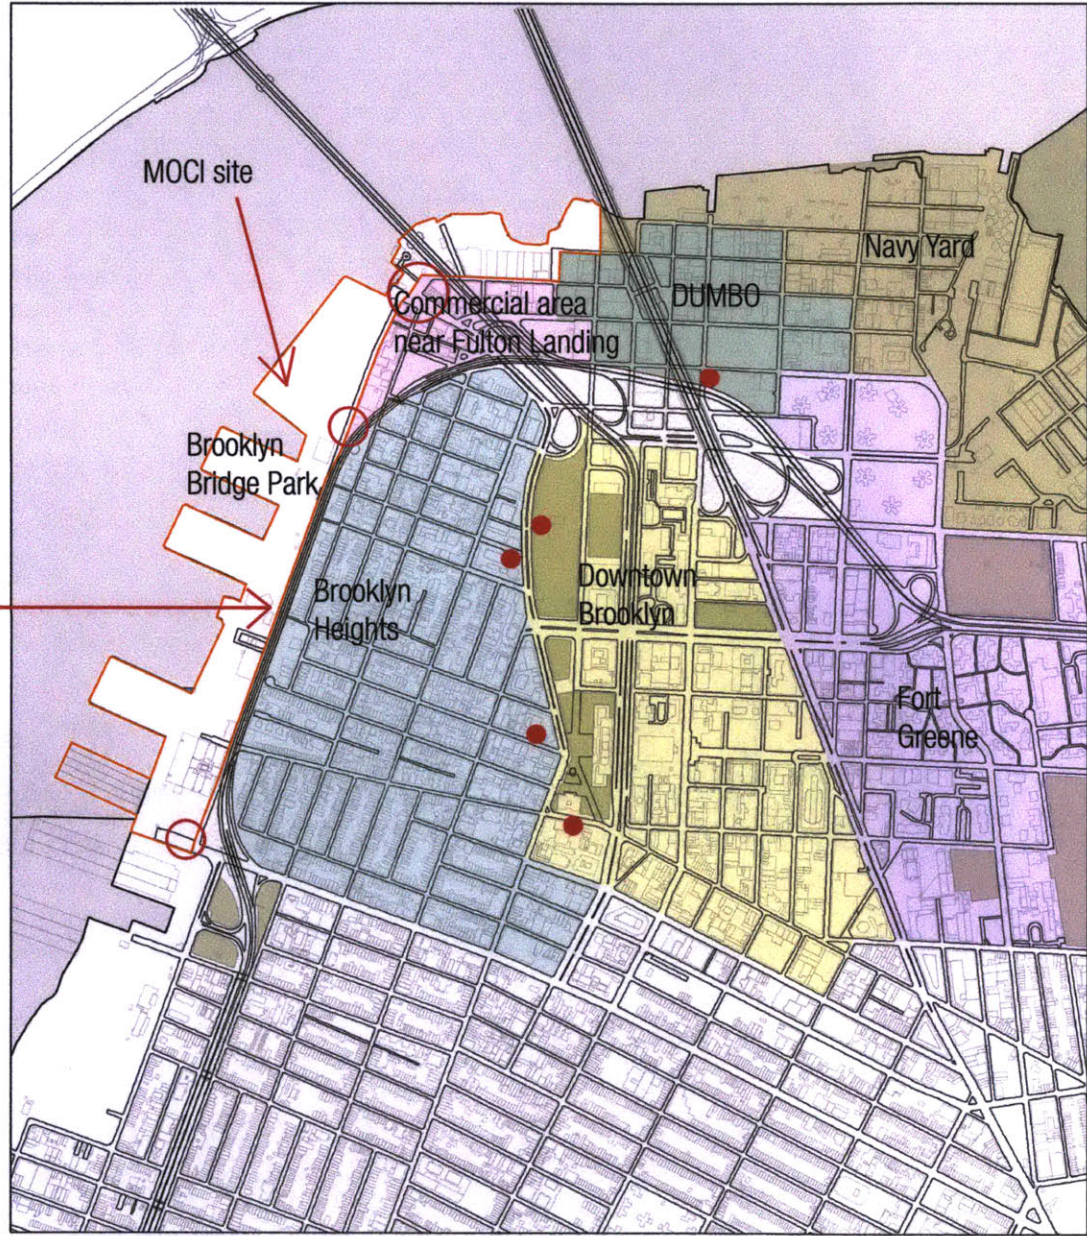 MOCI site
Navy Yard
DUMBO
Commercial area
near Fulton Landing
Brooklyn
Bridge Park
Downtown
Brooklyn
Brooklyn
Heights
Fort
Greene